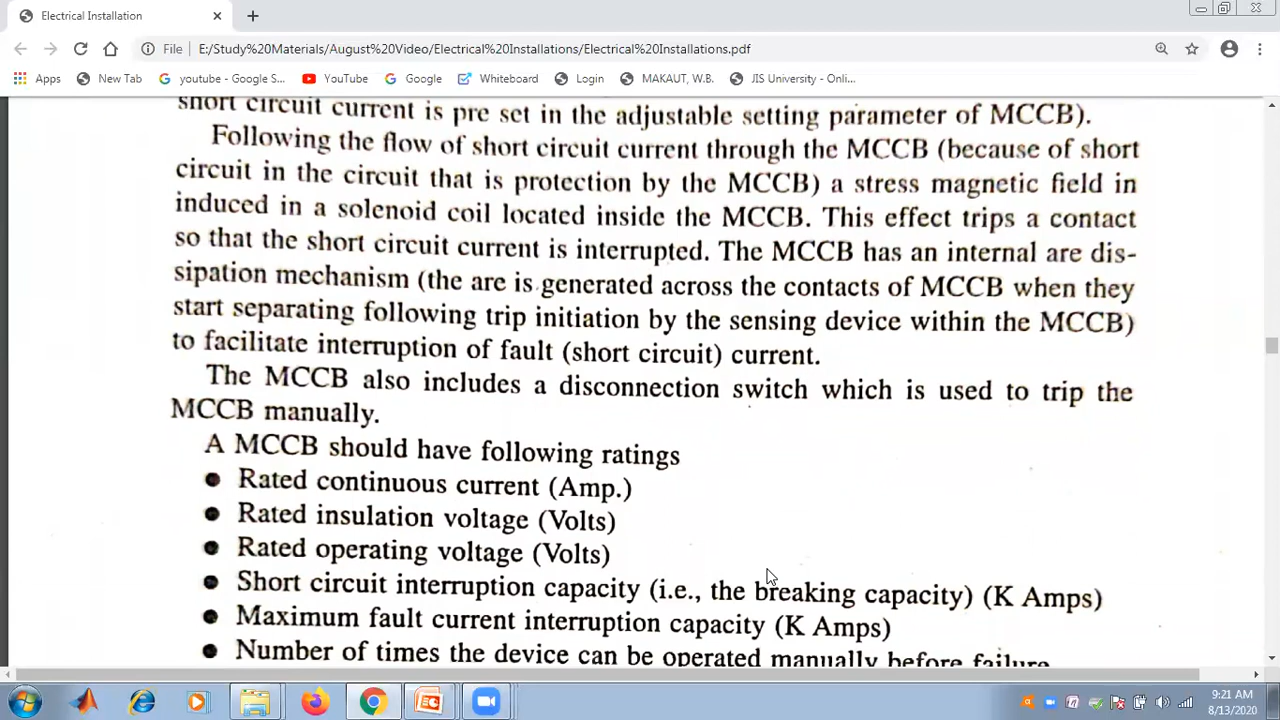 Electrical Installation
File
E:/Study%20Materials/August%20Video/Electrical%20Installations/Electrical%20Installations.pdf
Apps New Tab youtube - Google S... YouTube Google Whiteboard Login MAKAUT, W.B. JIS University - Onli...
short circuit current is pre set in the adjustable setting parameter of MCCB).
Following the flow of short circuit current through the MCCB (because of short
circuit in the circuit that is protection by the MCCB) a stress magnetic field in
induced in a solenoid coil located inside the MCCB. This effect trips a contact
so that the short circuit current is interrupted. The MCCB has an internal are dis-
sipation mechanism (the are is generated across the contacts of MCCB when they
start separating following trip initiation by the sensing device within the MCCB)
to facilitate interruption of fault (short circuit) current.
The MCCB also includes a disconnection switch which is used to trip the
MCCB manually.
A MCCB should have following ratings
● Rated continuous current (Amp.)
● Rated insulation voltage (Volts)
● Rated operating voltage (Volts)
● Short circuit interruption capacity (i.e., the breaking capacity) (K Amps)
● Maximum fault current interruption capacity (K Amps)
● Number of times the device can be operated manually before failure
9:21 AM
8/13/2020